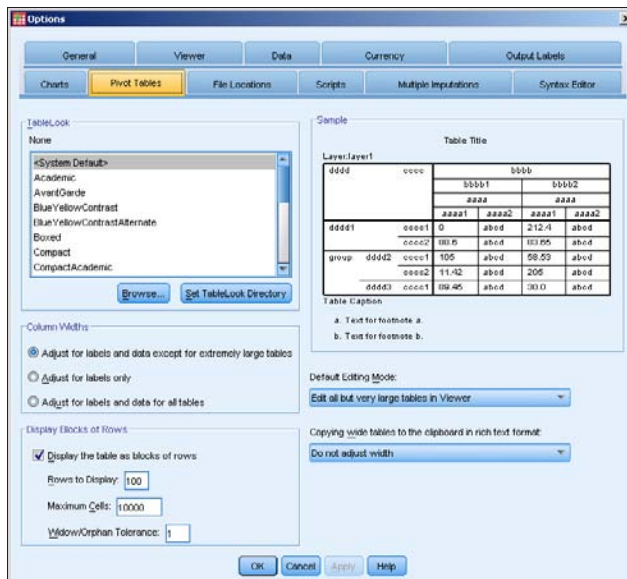 Options
General Viewer Data Currency Output Labels
Charts Pivot Tables File Locations Scripts Multiple Imputations Syntax Editor
TableLook
None
<System Default>
Academic
AvantGarde
BlueYellowContrast
BlueYellowContrastAlternate
Boxed
Compact
CompactAcademic
Browse... Set TableLook Directory
Column Widths
Adjust for labels and data except for extremely large tables
Adjust for labels only
Adjust for labels and data for all tables
Display Blocks of Rows
Display the table as blocks of rows
Rows to Display: 100
Maximum Cells: 10000
Widow/Orphan Tolerance: 1
Sample
Table Title
Layer:layer1
dddd cccc bbbb
bbbb1 bbbb2
aaaa aaaa
aaaa1 aaaa2 aaaa1 aaaa2
dddd1 cccc1 0 abcd 212.4 abcd
cccc2 80.6 abcd 83.65 abcd
group dddd2 cccc1 105 abcd 58.53 abcd
cccc2 11.42 abcd 205 abcd
dddd3 cccc1 89.45 abcd 30.0 abcd
Table Caption
a. Text for footnote a.
b. Text for footnote b.
Default Editing Mode:
Edit all but very large tables in Viewer
Copying wide tables to the clipboard in rich text format:
Do not adjust width
OK Cancel Apply Help